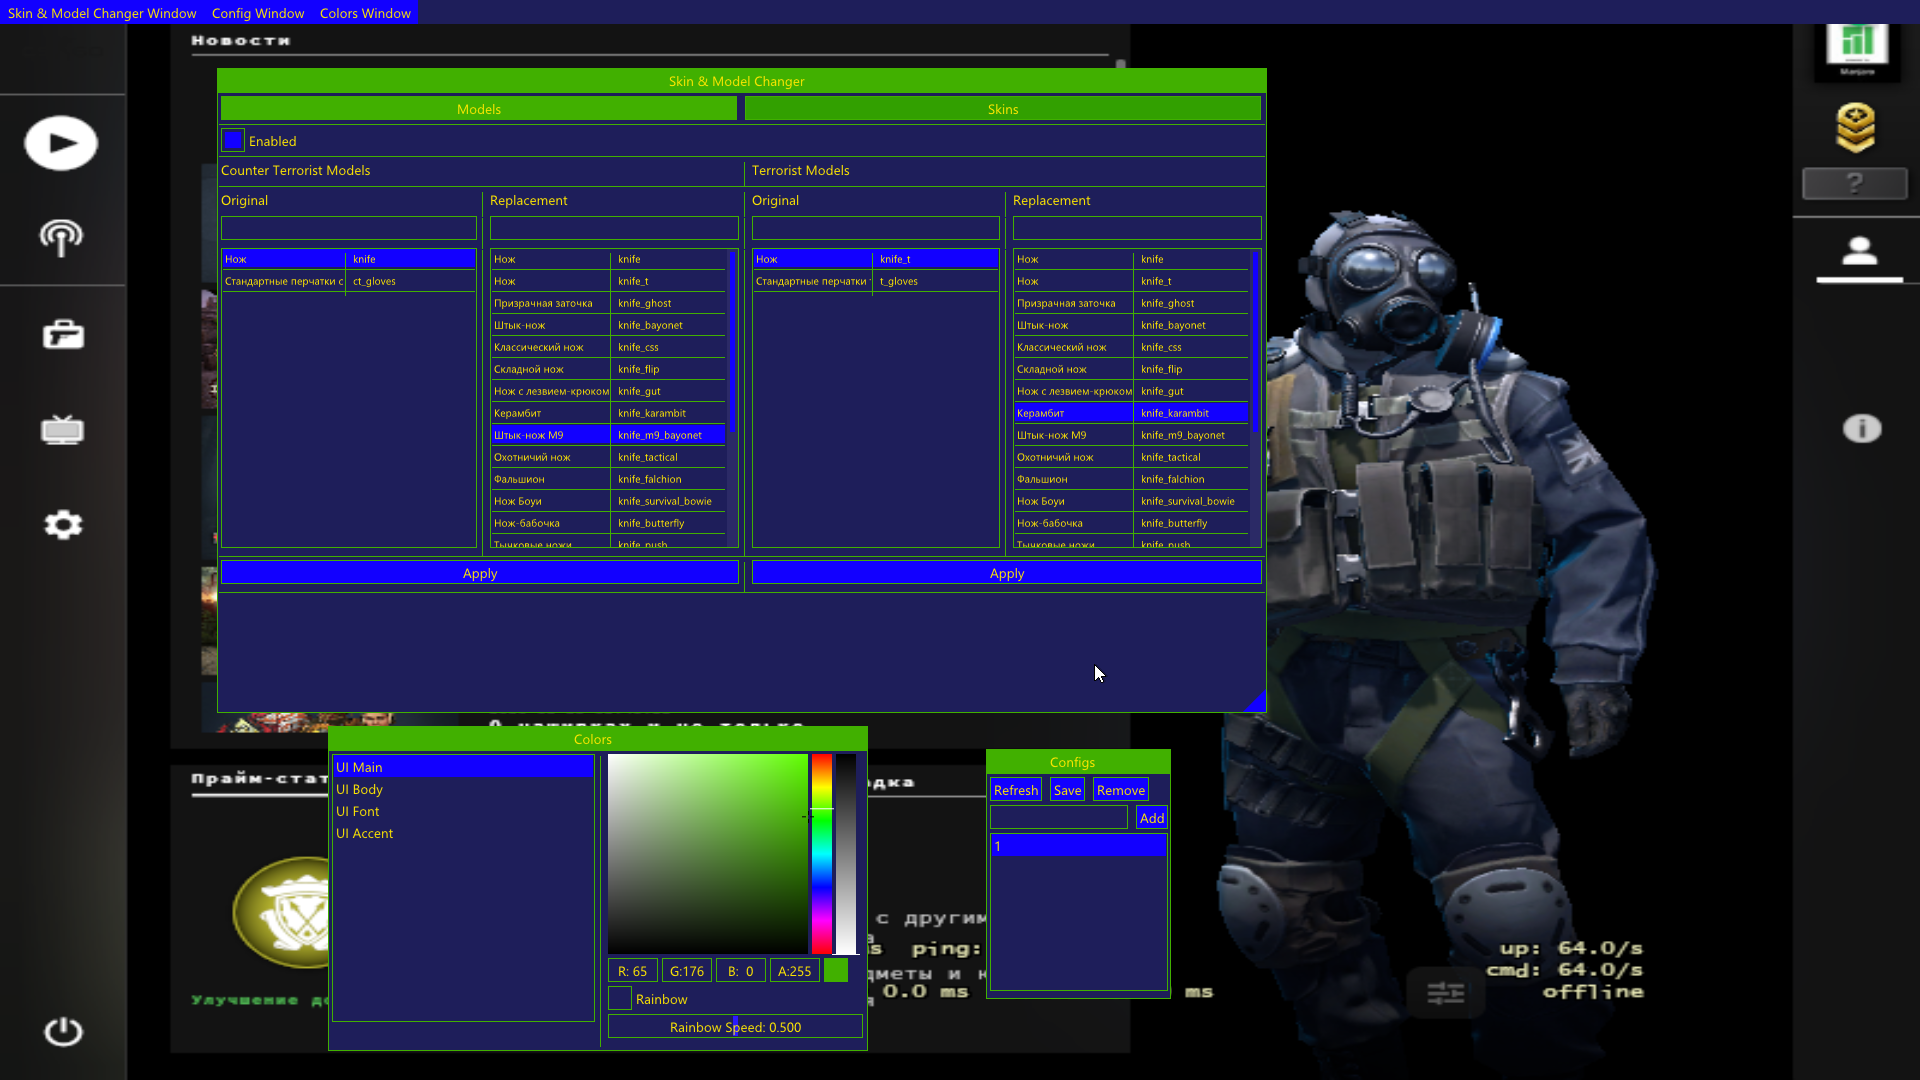 Skin & Model Changer Window Config Window Colors Window
Новости
Skin & Model Changer
Models Skins
Enabled
Counter Terrorist Models Terrorist Models
Original Replacement Original Replacement
Нож knife Нож knife Нож knife_t Нож knife
Стандартные перчатки с ct_gloves Нож knife_t Стандартные перчатки t_gloves Нож knife_t
Призрачная заточка knife_ghost Призрачная заточка knife_ghost
Штык-нож knife_bayonet Штык-нож knife_bayonet
Классический нож knife_css Классический нож knife_css
Складной нож knife_flip Складной нож knife_flip
Нож с лезвием-крюком knife_gut Нож с лезвием-крюком knife_gut
Керамбит knife_karambit Керамбит knife_karambit
Штык-нож M9 knife_m9_bayonet Штык-нож M9 knife_m9_bayonet
Охотничий нож knife_tactical Охотничий нож knife_tactical
Фальшион knife_falchion Фальшион knife_falchion
Нож Боуи knife_survival_bowie Нож Боуи knife_survival_bowie
Нож-бабочка knife_butterfly Нож-бабочка knife_butterfly
Тычковые ножи knife_push Тычковые ножи knife_push
Apply Apply
Colors
UI Main
UI Body
UI Font
UI Accent
R: 65 G:176 B: 0 A:255
Rainbow
Rainbow Speed: 0.500
Configs
Refresh Save Remove
Add
1
Прайм-стат дка
Улучшение до
с другим
ping:
меты и к
0.0 ms ms
up: 64.0/s
cmd: 64.0/s
offline
?